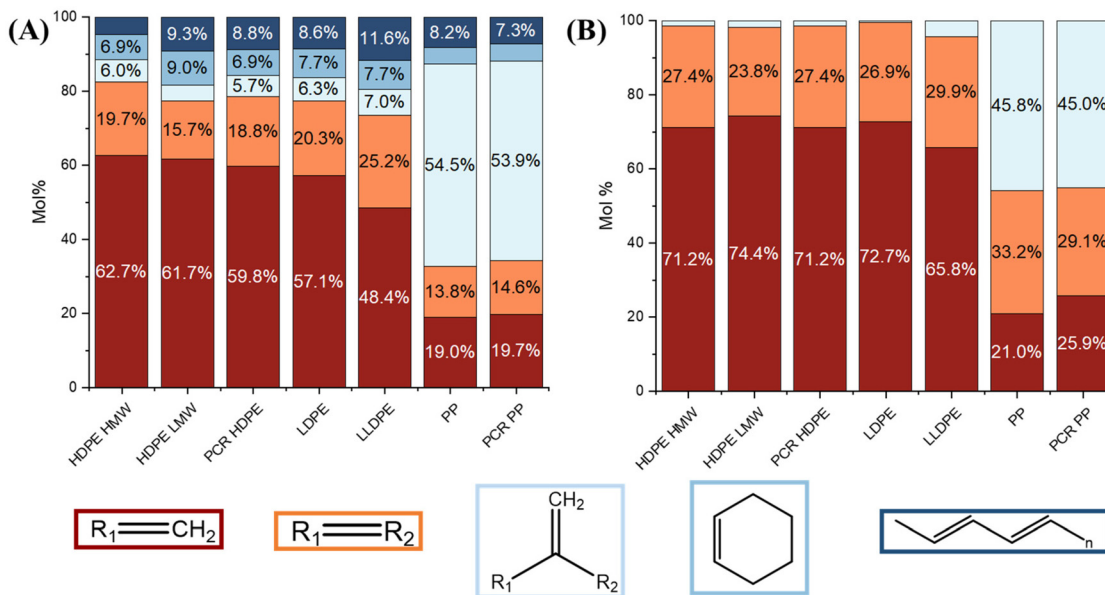 (A)
Mol%
100
80
60
40
20
0
6.9%
6.0%
19.7%
62.7%
9.3%
9.0%
15.7%
61.7%
8.8%
6.9%
5.7%
18.8%
59.8%
8.6%
7.7%
6.3%
20.3%
57.1%
11.6%
7.7%
7.0%
25.2%
48.4%
8.2%
54.5%
13.8%
19.0%
7.3%
53.9%
14.6%
19.7%
HDPE HMW
HDPE LMW
PCR HDPE
LDPE
LLDPE
PP
PCR PP
(B)
Mol %
100
80
60
40
20
0
27.4%
71.2%
23.8%
74.4%
27.4%
71.2%
26.9%
72.7%
29.9%
65.8%
45.8%
33.2%
21.0%
45.0%
29.1%
25.9%
HDPE HMW
HDPE LMW
PCR HDPE
LDPE
LLDPE
PP
PCR PP
R₁ CH₂
R₁ R₂
CH₂
R₁ R₂
n